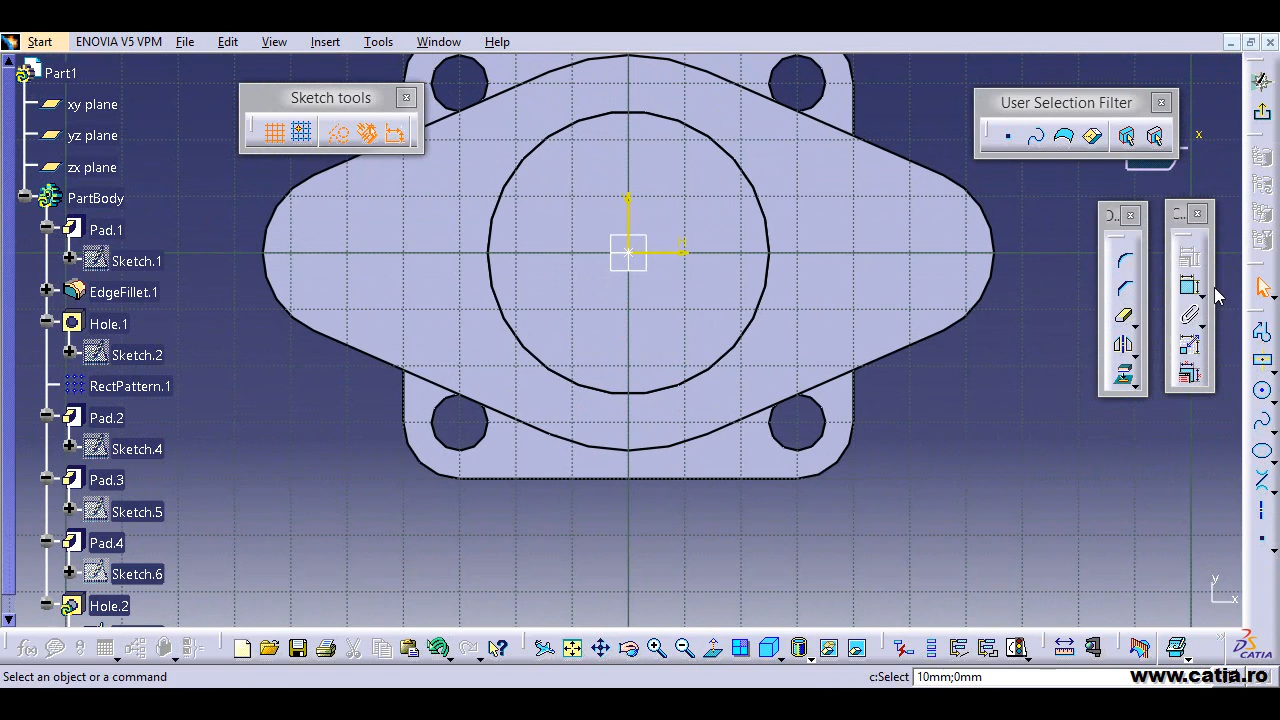 Start ENOVIA V5 VPM File Edit View Insert Tools Window Help
Part1
xy plane
yz plane
zx plane
PartBody
Pad.1
Sketch.1
EdgeFillet.1
Hole.1
Sketch.2
RectPattern.1
Pad.2
Sketch.4
Pad.3
Sketch.5
Pad.4
Sketch.6
Hole.2
Sketch tools
User Selection Filter
x
D..
C..
y
x
CATIA
Select an object or a command
c:Select 10mm;0mm
www.catia.ro